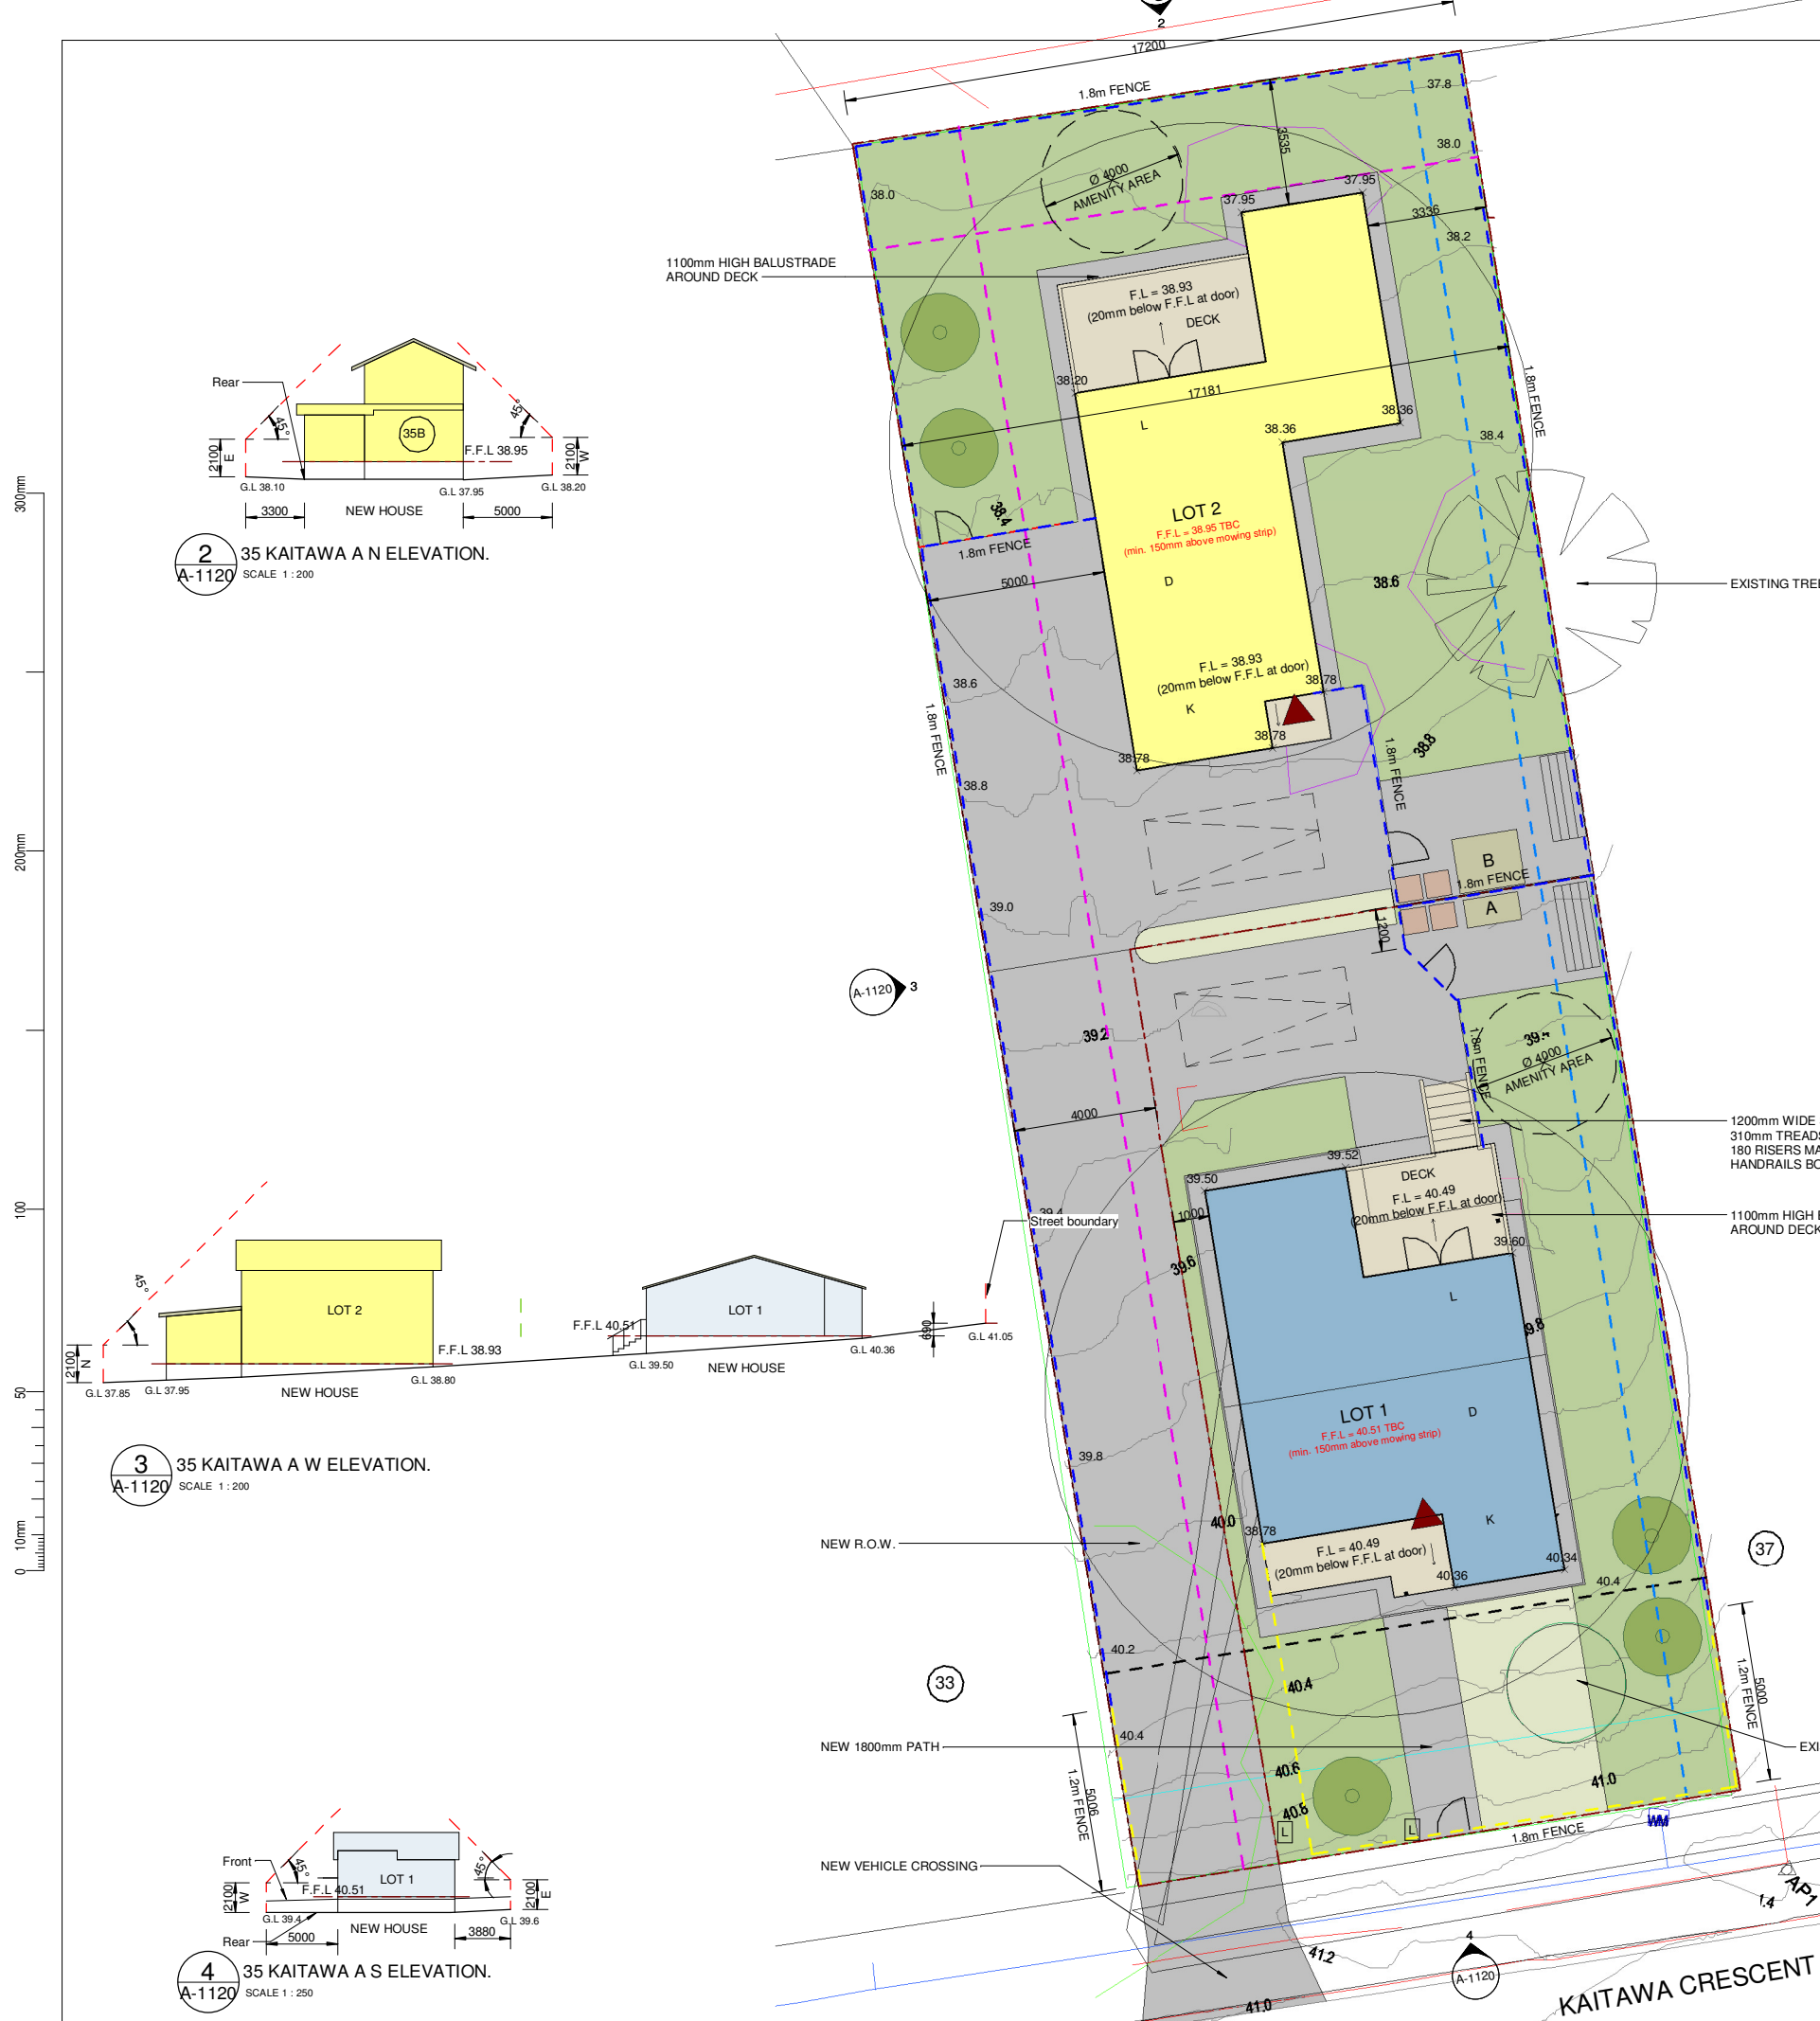 2
17200
1.8m FENCE
37.8
38.0
3535
38.0
Ø 4000
AMENITY AREA
37.95
37.95
3336
38.2
1100mm HIGH BALUSTRADE
AROUND DECK
F.L = 38.93
(20mm below F.F.L at door)
DECK
38.20
17181
1.8m FENCE
38.36
38.36
38.4
L
LOT 2
F.F.L = 38.95 TBC
(min. 150mm above mowing strip)
38.4
1.8m FENCE
5000
D
38.6
EXISTING TREE
F.L = 38.93
(20mm below F.F.L at door)
38.78
K
38.78
38.78
38.6
1.8m FENCE
38.8
1.8m FENCE
38.8
B
1.8m FENCE
A
39.0
1200
A-1120
3
39.2
39.4
Ø 4000
AMENITY AREA
1.8m FENCE
4000
1200mm WIDE
310mm TREADS
180 RISERS MA
HANDRAILS BO
39.52
39.50
DECK
F.L = 40.49
(20mm below F.F.L at door)
1000
39.4
39.60
1100mm HIGH B
AROUND DECK
39.6
L
39.8
LOT 1
F.F.L = 40.51 TBC
(min. 150mm above mowing strip)
D
39.8
40.0
38.78
K
NEW R.O.W.
F.L = 40.49
(20mm below F.F.L at door)
40.36
40.34
37
40.4
40.2
33
40.4
5000
1.2m FENCE
40.4
NEW 1800mm PATH
EXI
40.6
41.0
5006
1.2m FENCE
40.8
L
L
1.8m FENCE
WM
NEW VEHICLE CROSSING
AP1
1.4
41.2
4
A-1120
41.0
KAITAWA CRESCENT
Rear
45°
45°
35B
F.F.L 38.95
2100
E
2100
W
G.L 38.10
G.L 37.95
G.L 38.20
3300
NEW HOUSE
5000
2
A-1120
35 KAITAWA A N ELEVATION.
SCALE 1 : 200
Street boundary
45°
LOT 2
LOT 1
F.F.L 40.51
F.F.L 38.93
690
2100
N
G.L 41.05
G.L 40.36
G.L 39.50
NEW HOUSE
G.L 38.80
G.L 37.85
G.L 37.95
NEW HOUSE
3
A-1120
35 KAITAWA A W ELEVATION.
SCALE 1 : 200
Front
45°
45°
LOT 1
F.F.L 40.51
2100
W
2100
E
G.L 39.4
G.L 39.6
NEW HOUSE
Rear
5000
3880
4
A-1120
35 KAITAWA A S ELEVATION.
SCALE 1 : 250
300mm
200mm
100
50
10mm
0